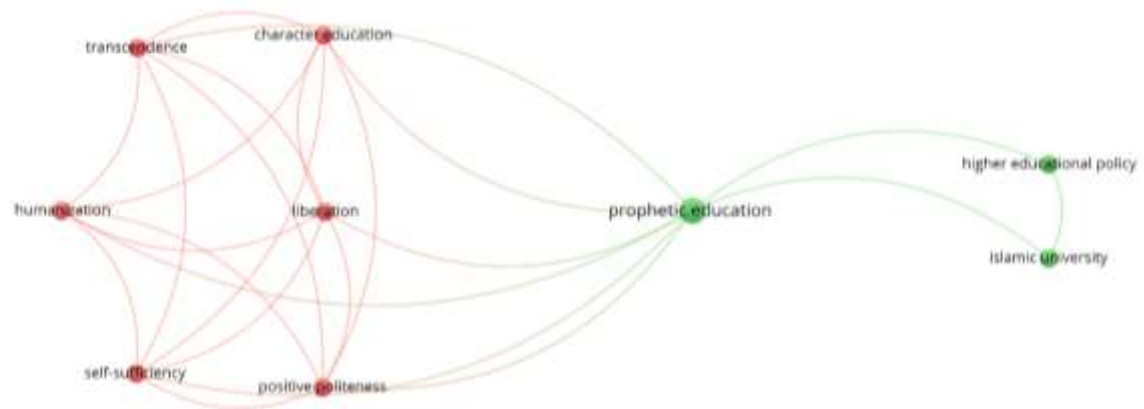 character education
transcendence
higher educational policy
humanization
liberation
prophetic education
islamic university
self-sufficiency
positive politeness